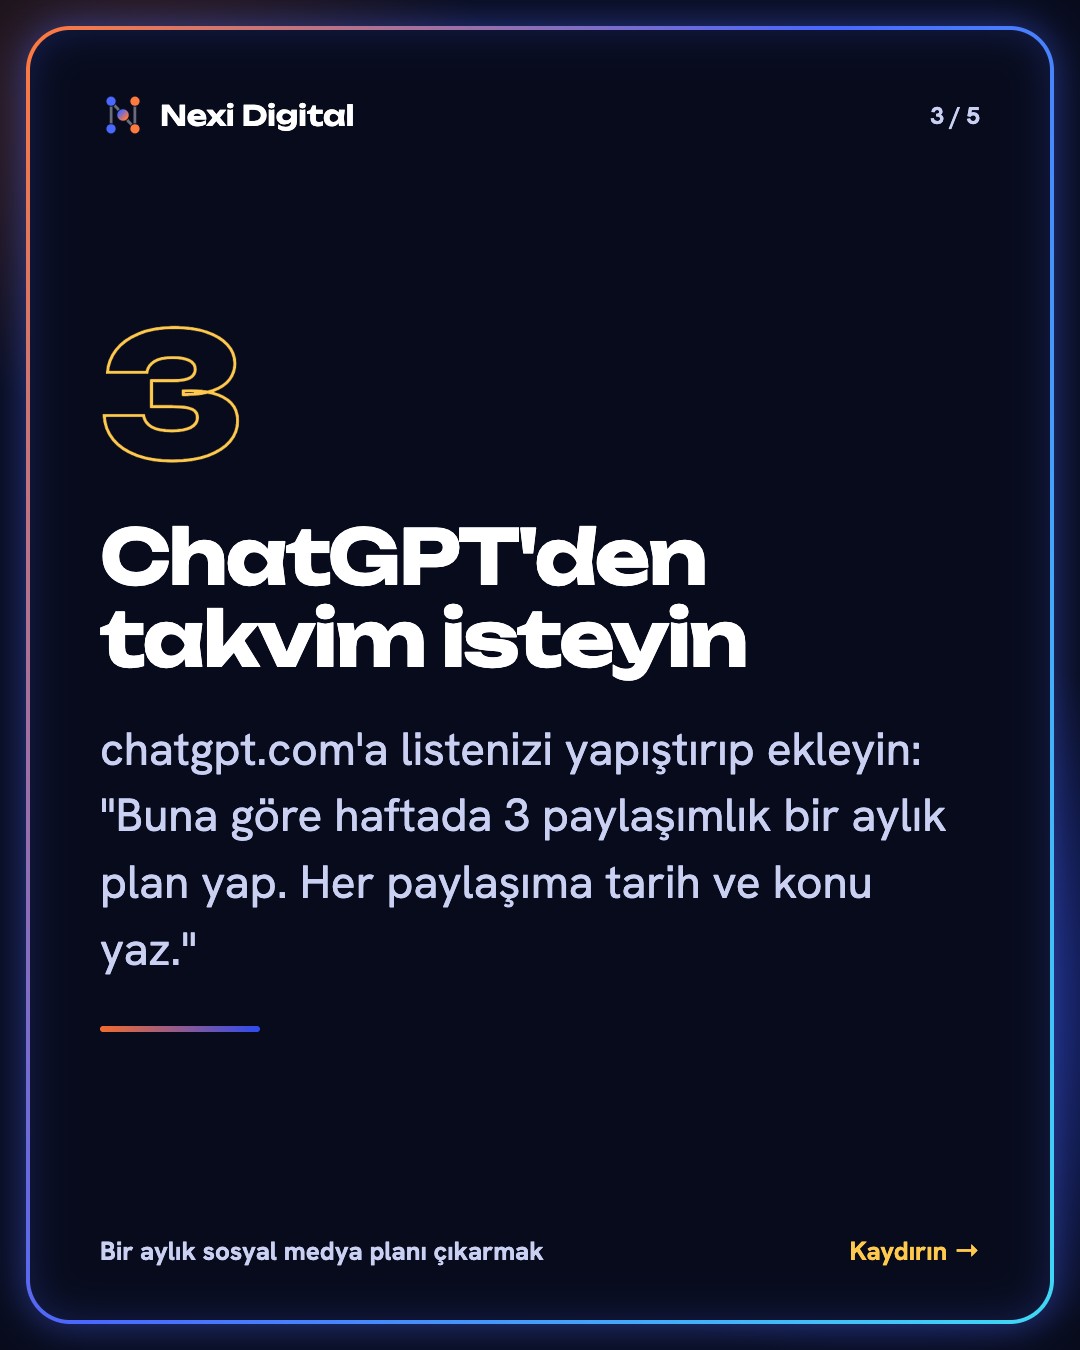 Nexi Digital
3 / 5
3
ChatGPT'den
takvim isteyin
chatgpt.com'a listenizi yapıştırıp ekleyin:
"Buna göre haftada 3 paylaşımlık bir aylık
plan yap. Her paylaşıma tarih ve konu
yaz."
Bir aylık sosyal medya planı çıkarmak
Kaydırın →